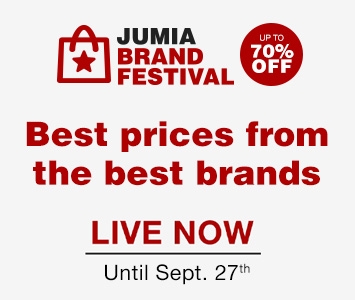 JUMIA
BRAND
FESTIVAL
UP TO
70%
OFF
Best prices from
the best brands
LIVE NOW
Until Sept. 27th